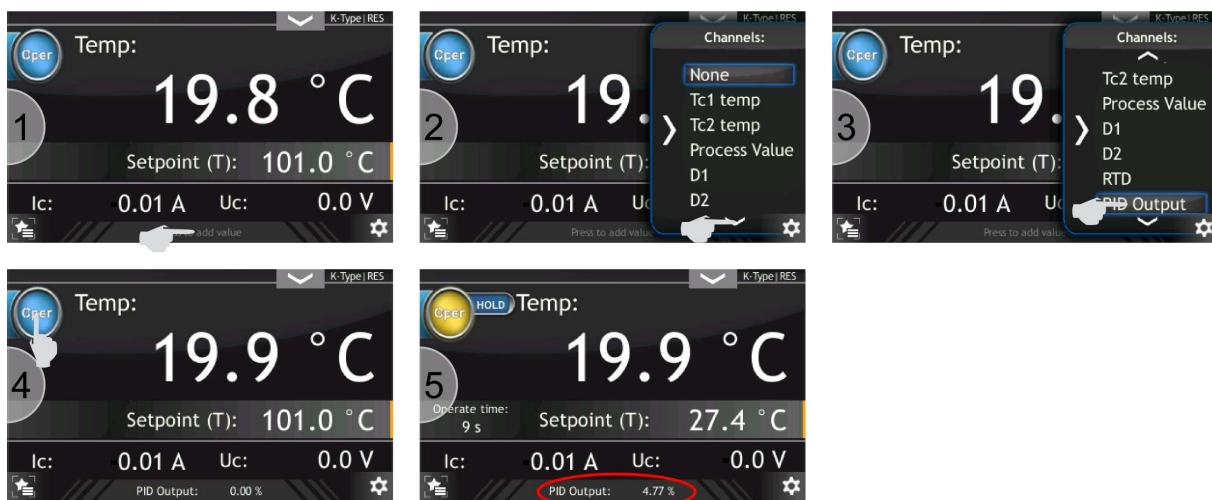 K-Type|RES
Oper
Temp:
19.8 °C
1
Setpoint (T): 101.0 °C
Ic: -0.01 A Uc: 0.0 V
add value
K-Type|RES
Oper
Temp:
19.
2
Setpoint (T):
Ic: -0.01 A
Press to add value
Channels:
None
Tc1 temp
Tc2 temp
Process Value
D1
D2
K-Type|RES
Oper
Temp:
19.
3
Setpoint (T):
Ic: -0.01 A
Press to add value
Channels:
Tc2 temp
Process Value
D1
D2
RTD
PID Output
K-Type|RES
Oper
Temp:
19.9 °C
4
Setpoint (T): 101.0 °C
Ic: -0.01 A Uc: 0.0 V
PID Output: 0.00 %
K-Type|RES
Oper
HOLD
Temp:
19.9 °C
5
Operate time:
9 s
Setpoint (T): 27.4 °C
Ic: -0.01 A Uc: -0.0 V
PID Output: 4.77 %